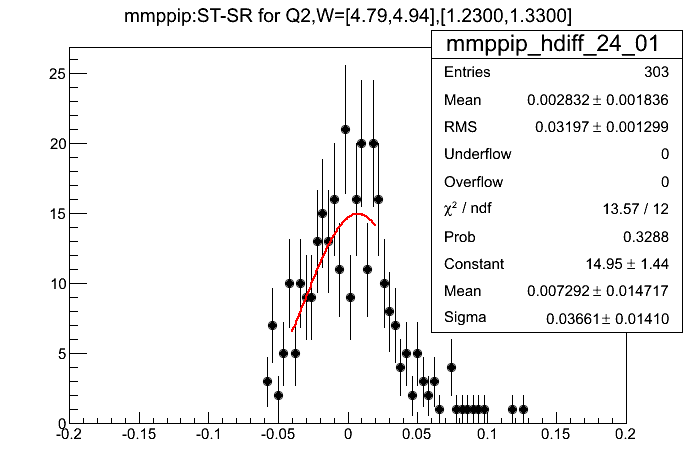 mmppip:ST-SR for Q2,W=[4.79,4.94],[1.2300,1.3300]
mmppip_hdiff_24_01
Entries 303
Mean 0.002832 ± 0.001836
RMS 0.03197 ± 0.001299
Underflow 0
Overflow 0
χ² / ndf 13.57 / 12
Prob 0.3288
Constant 14.95 ± 1.44
Mean 0.007292 ± 0.014717
Sigma 0.03661 ± 0.01410
25
20
15
10
5
0
-0.2 -0.15 -0.1 -0.05 0 0.05 0.1 0.15 0.2